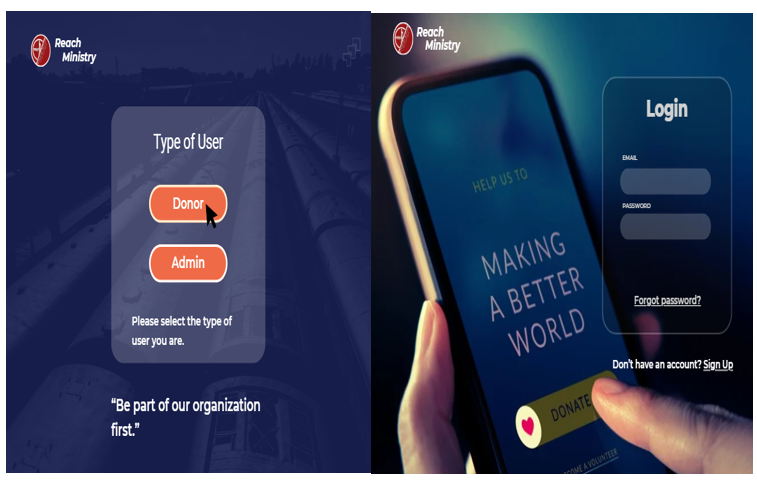 Reach
Ministry
Type of User
Donor
Admin
Please select the type of
user you are.
“Be part of our organization
first.”
Reach
Ministry
HELP US TO
MAKING
A BETTER
WORLD
DONATE
COME A VOLUNTEER
Login
EMAIL
PASSWORD
Forgot password?
Don't have an account? Sign Up